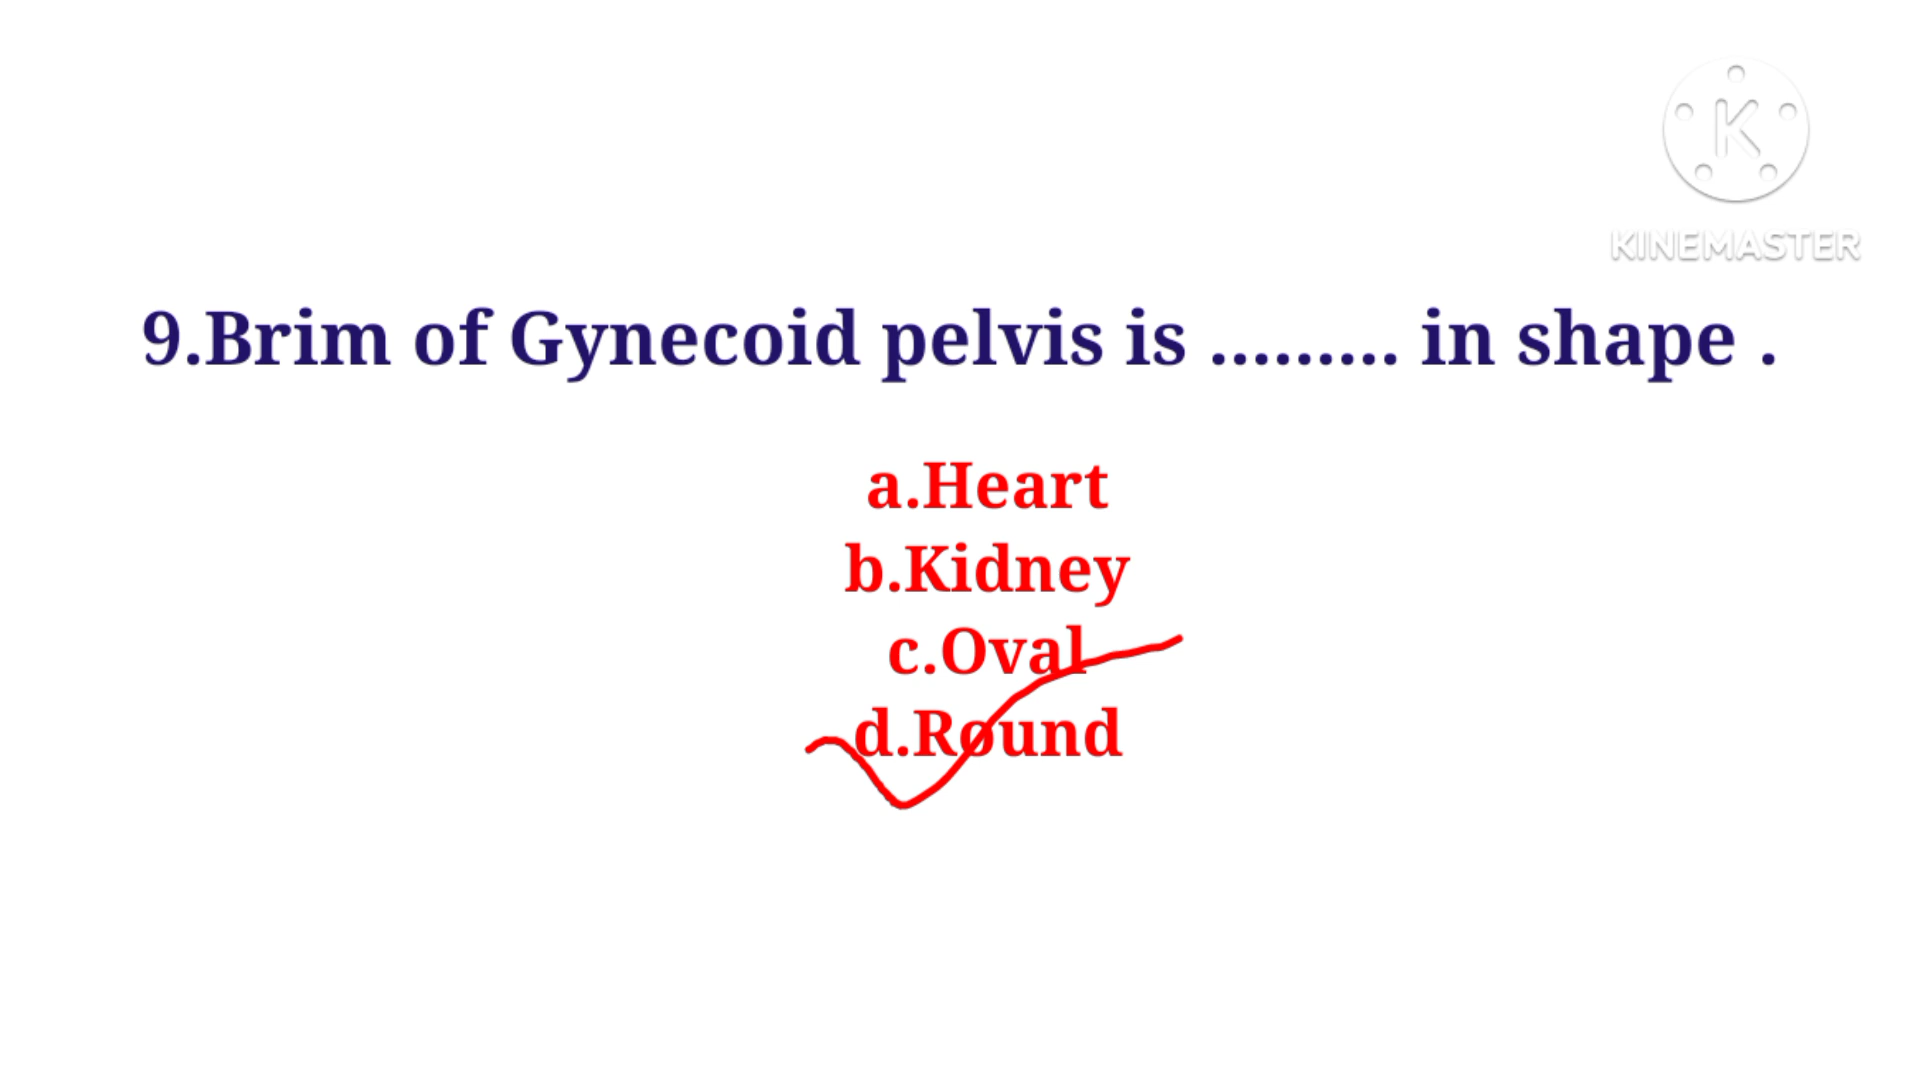 K
KINEMASTER
9.Brim of Gynecoid pelvis is ......... in shape .
a.Heart
b.Kidney
c.Oval
d.Round